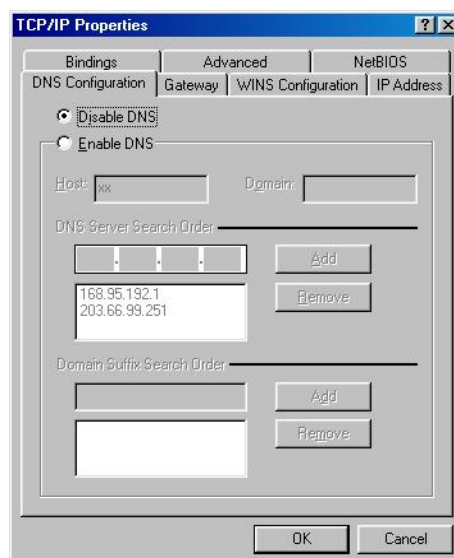 TCP/IP Properties
Bindings Advanced NetBIOS
DNS Configuration Gateway WINS Configuration IP Address
Disable DNS
Enable DNS
Host: xx Domain:
DNS Server Search Order
Add
168.95.192.1
203.66.99.251
Remove
Domain Suffix Search Order
Add
Remove
OK Cancel